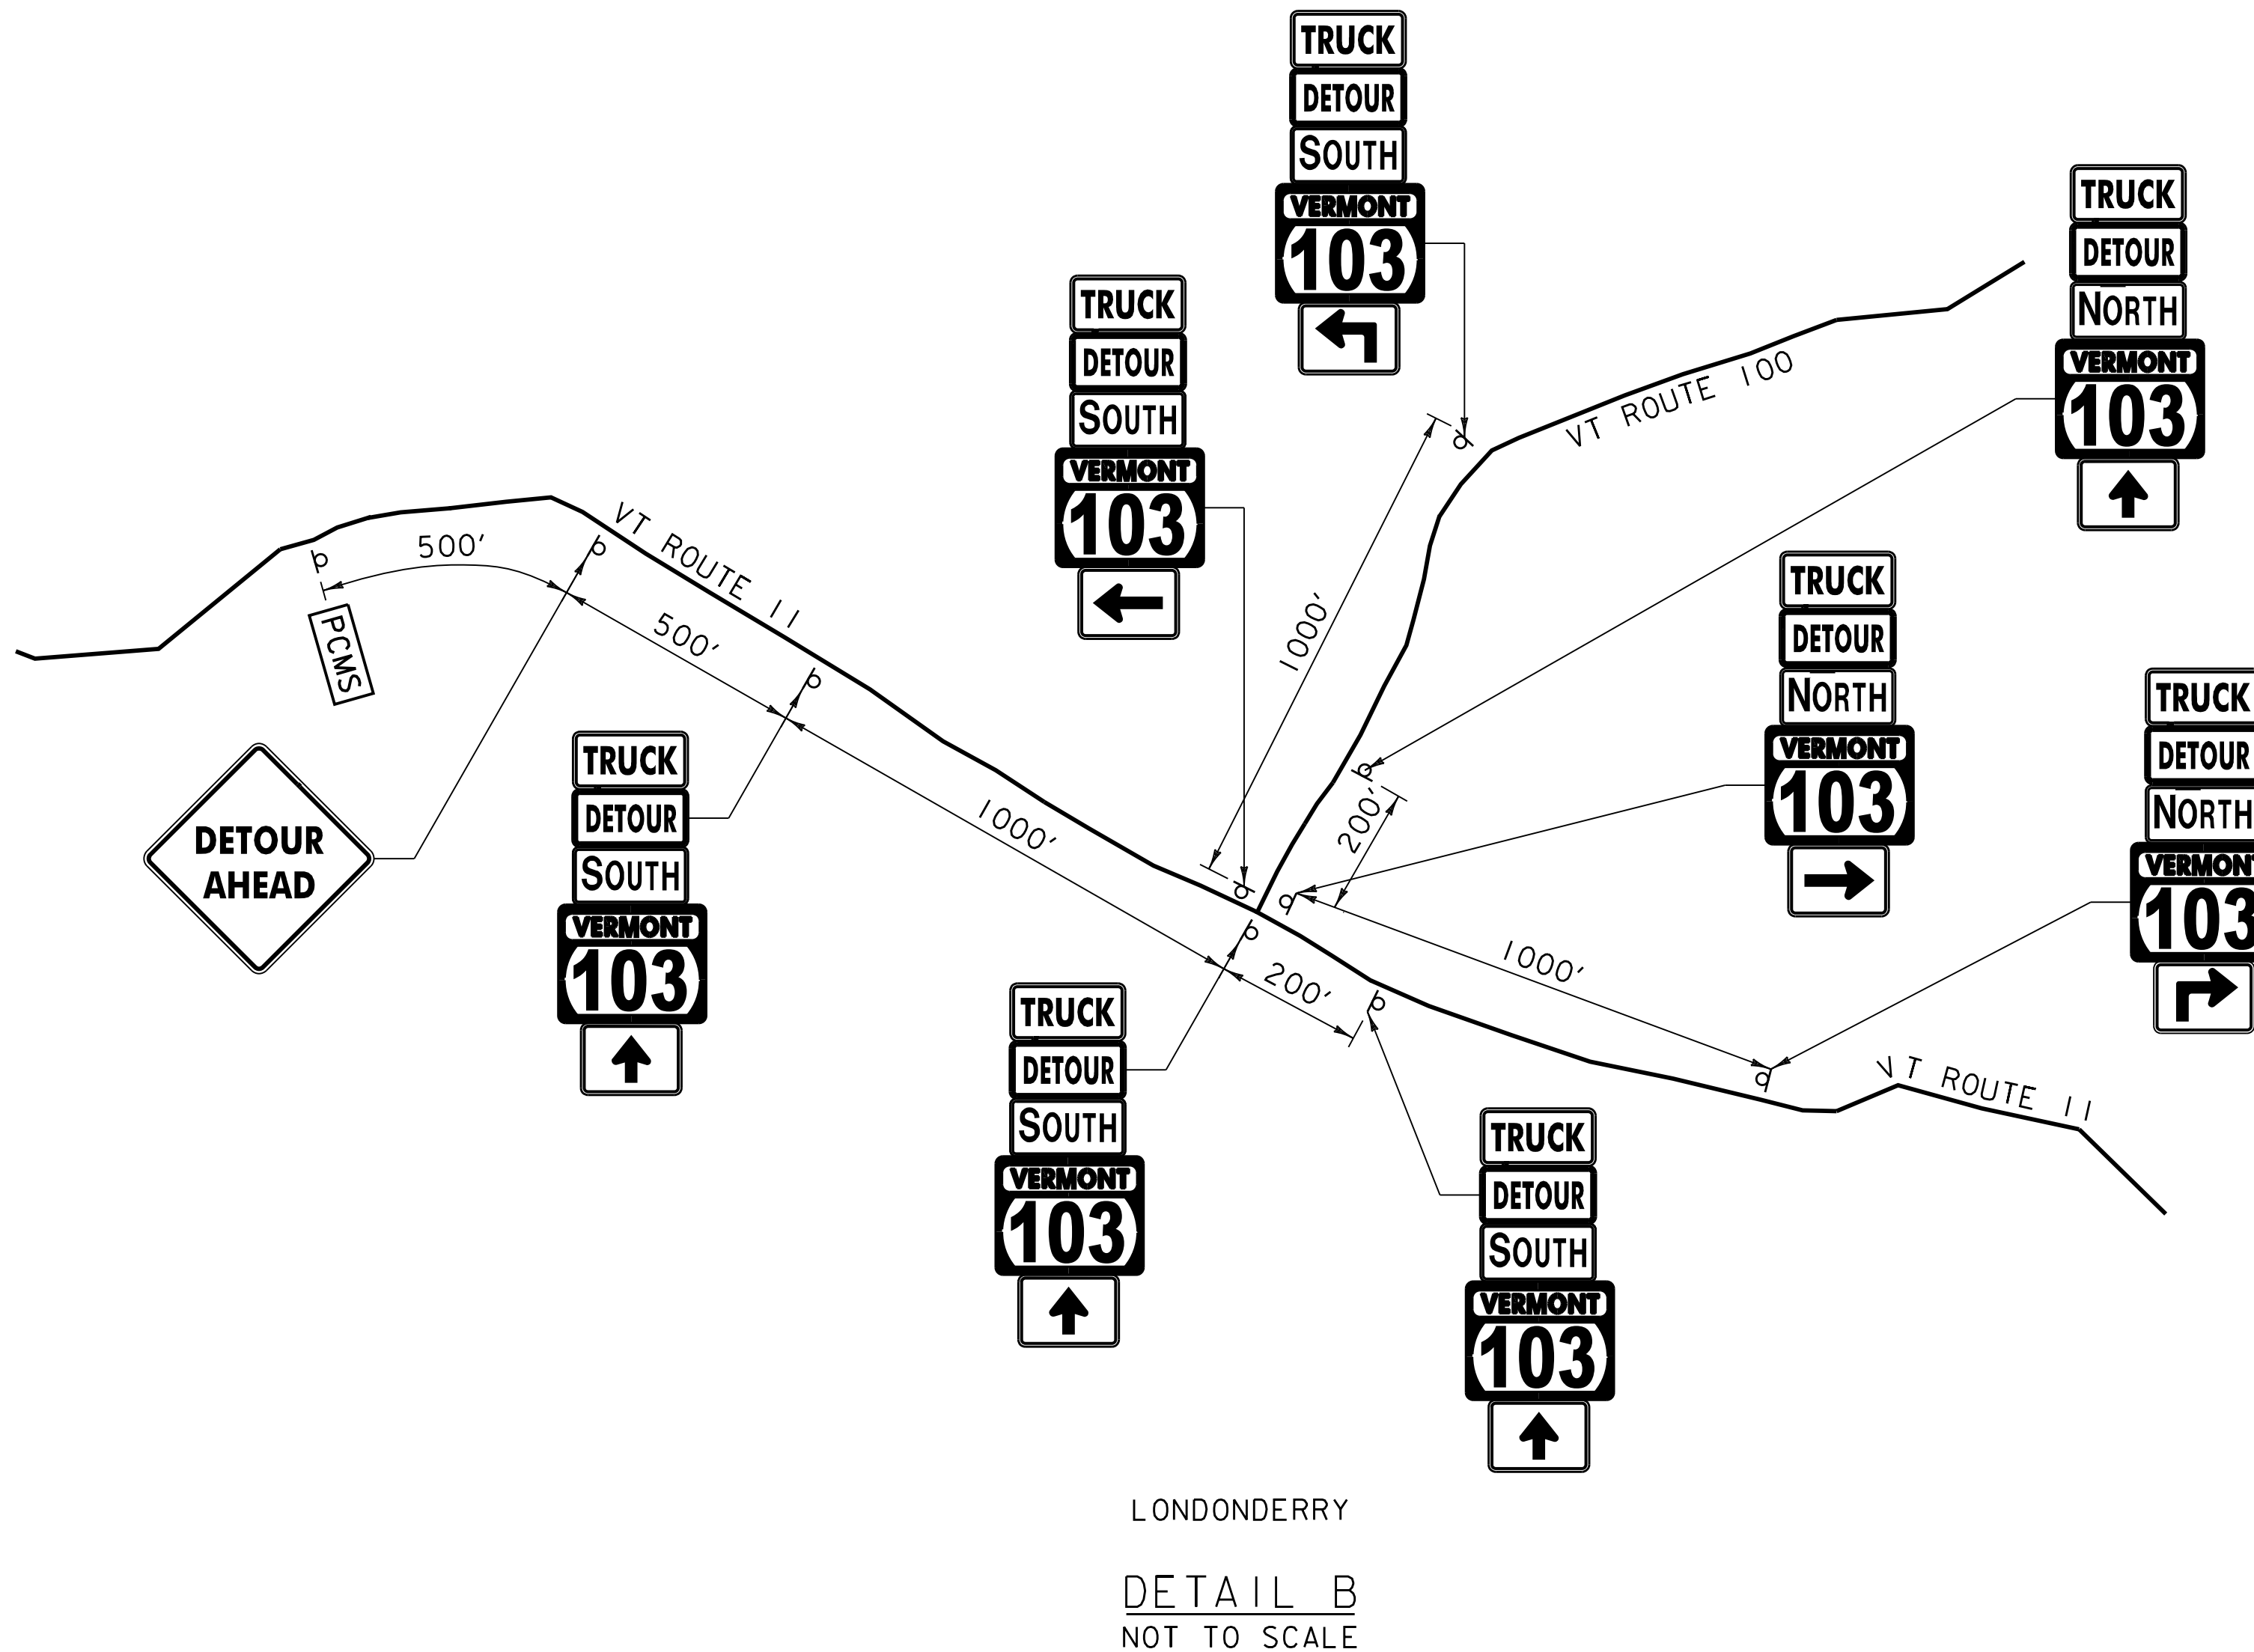 TRUCK
DETOUR
SOUTH
VERMONT
103
TRUCK
DETOUR
NORTH
VERMONT
103
TRUCK
DETOUR
SOUTH
VERMONT
103
VT ROUTE 100
VT ROUTE 11
500'
500'
1000'
PCMS
TRUCK
DETOUR
NORTH
VERMONT
103
TRUCK
DETOUR
NORTH
VERMONT
103
DETOUR
AHEAD
TRUCK
DETOUR
SOUTH
VERMONT
103
1000'
200'
1000'
200'
TRUCK
DETOUR
SOUTH
VERMONT
103
VT ROUTE 11
TRUCK
DETOUR
SOUTH
VERMONT
103
LONDONDERRY
DETAIL B
NOT TO SCALE